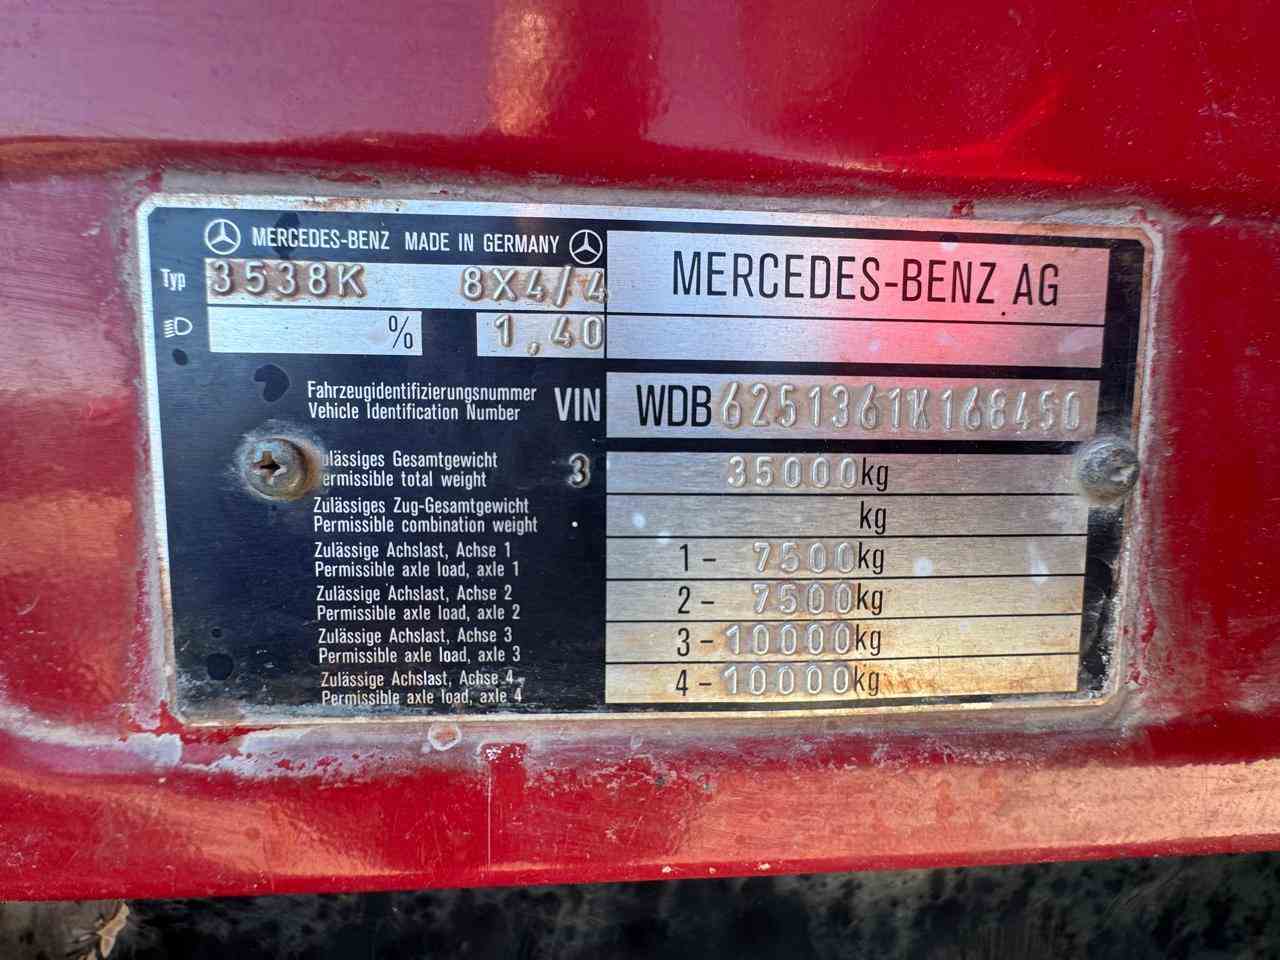 MERCEDES-BENZ MADE IN GERMANY
Typ 3538K 8X4/4
% 1,40
MERCEDES-BENZ AG
Fahrzeugidentifizierungsnummer
Vehicle Identification Number
VIN WDB6251361K168450
ulässiges Gesamtgewicht
ermissible total weight
3 35000kg
Zulässiges Zug-Gesamtgewicht
Permissible combination weight
kg
Zulässige Achslast, Achse 1
Permissible axle load, axle 1
1- 7500kg
Zulässige Achslast, Achse 2
Permissible axle load, axle 2
2- 7500kg
Zulässige Achslast, Achse 3
Permissible axle load, axle 3
3-10000kg
Zulässige Achslast, Achse 4
Permissible axle load, axle 4
4-10000kg